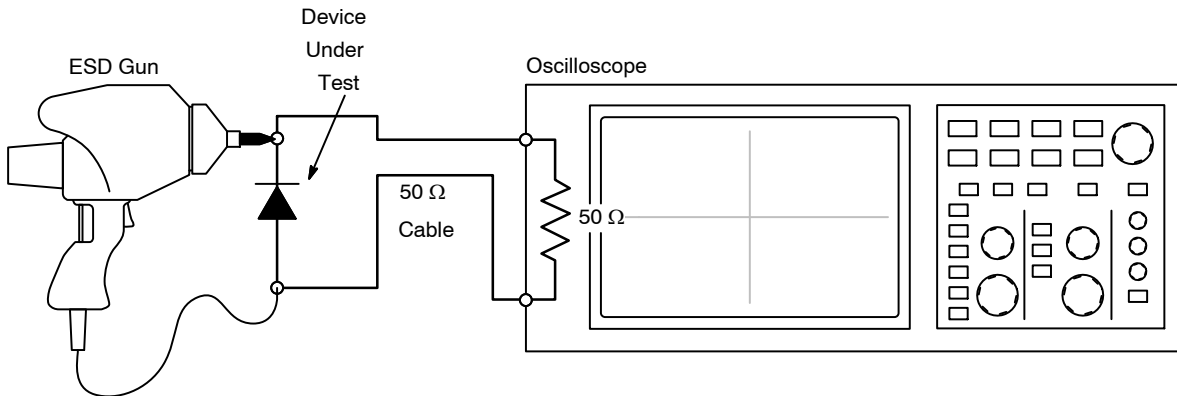 Device
Under
Test
ESD Gun
Oscilloscope
50 Ω
Cable
50 Ω